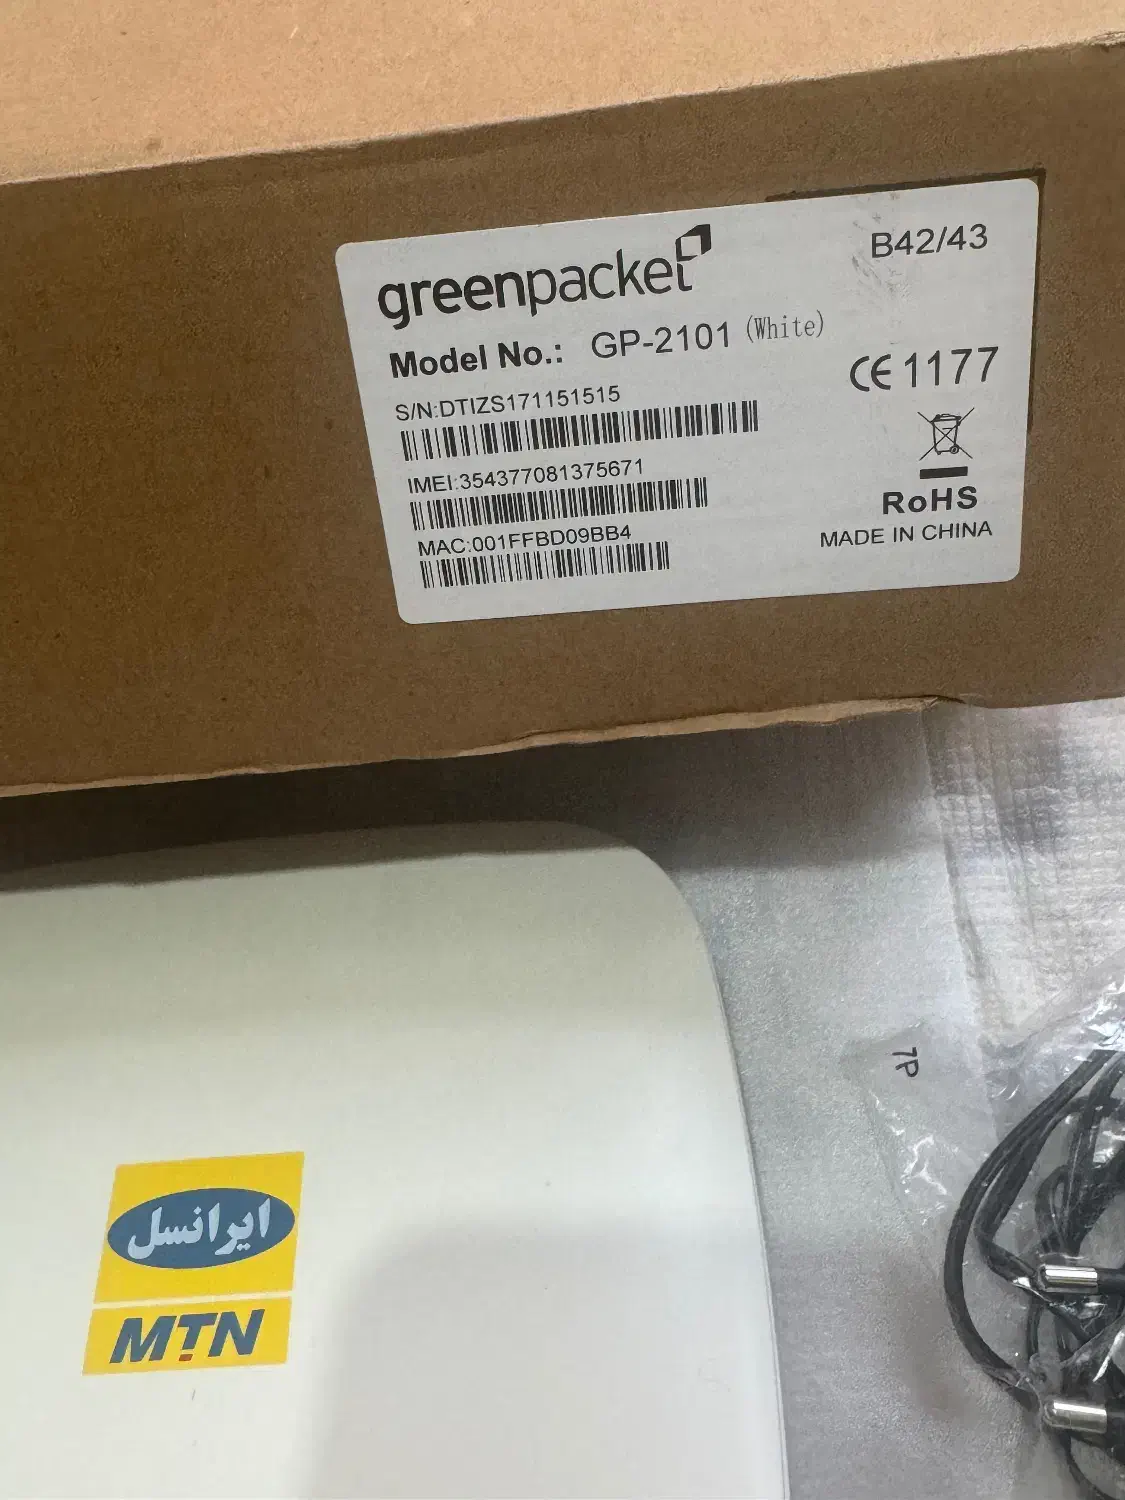 greenpacket
B42/43
Model No.: GP-2101 (White)
S/N:DTIZS171151515
CE 1177
IMEI:354377081375671
RoHS
MAC:001FFBD09BB4
MADE IN CHINA
7P
ایرانسل
MTN